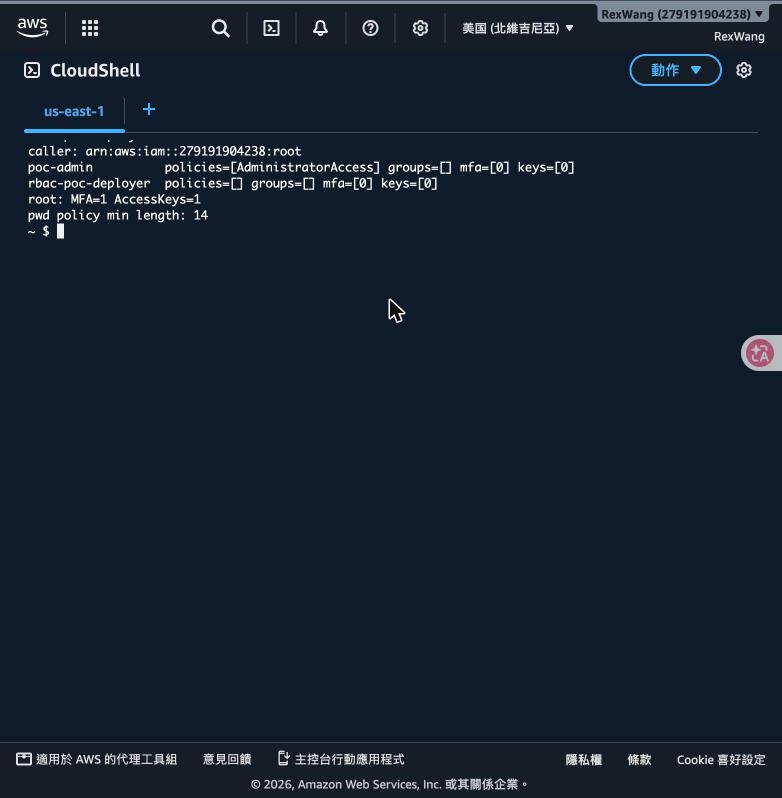 aws
美国 (北維吉尼亞)
RexWang (279191904238)
RexWang
CloudShell
動作
us-east-1
caller: arn:aws:iam::279191904238:root
poc-admin policies=[AdministratorAccess] groups=[] mfa=[0] keys=[0]
rbac-poc-deployer policies=[] groups=[] mfa=[0] keys=[0]
root: MFA=1 AccessKeys=1
pwd policy min length: 14
~ $
適用於 AWS 的代理工具組 意見回饋 主控台行動應用程式 隱私權 條款 Cookie 喜好設定
© 2026, Amazon Web Services, Inc. 或其關係企業。